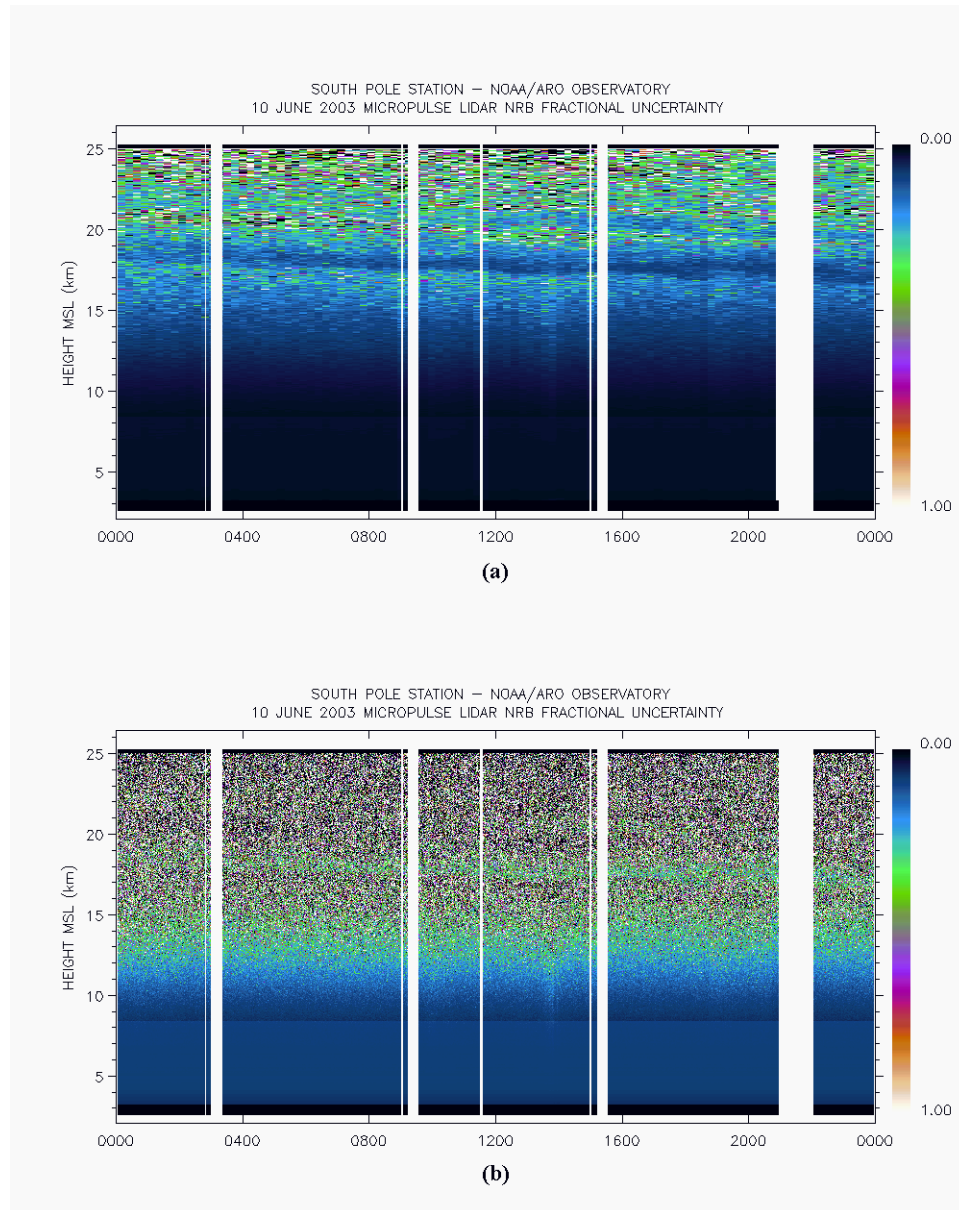 SOUTH POLE STATION – NOAA/ARO OBSERVATORY
10 JUNE 2003 MICROPULSE LIDAR NRB FRACTIONAL UNCERTAINTY
0.00
25
20
15
HEIGHT MSL (km)
10
5
1.00
0000 0400 0800 1200 1600 2000 0000
(a)
SOUTH POLE STATION – NOAA/ARO OBSERVATORY
10 JUNE 2003 MICROPULSE LIDAR NRB FRACTIONAL UNCERTAINTY
0.00
25
20
15
HEIGHT MSL (km)
10
5
1.00
0000 0400 0800 1200 1600 2000 0000
(b)